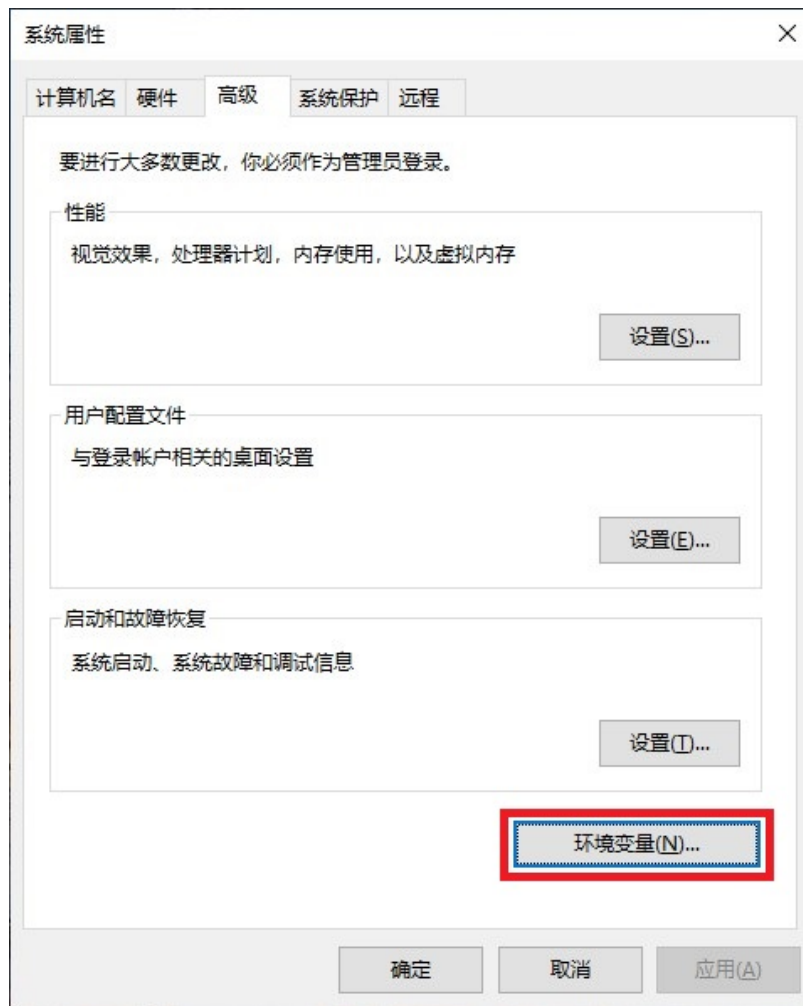 系统属性
计算机名 硬件 高级 系统保护 远程
要进行大多数更改，你必须作为管理员登录。
性能
视觉效果，处理器计划，内存使用，以及虚拟内存
设置(S)...
用户配置文件
与登录帐户相关的桌面设置
设置(E)...
启动和故障恢复
系统启动、系统故障和调试信息
设置(T)...
环境变量(N)...
确定 取消 应用(A)